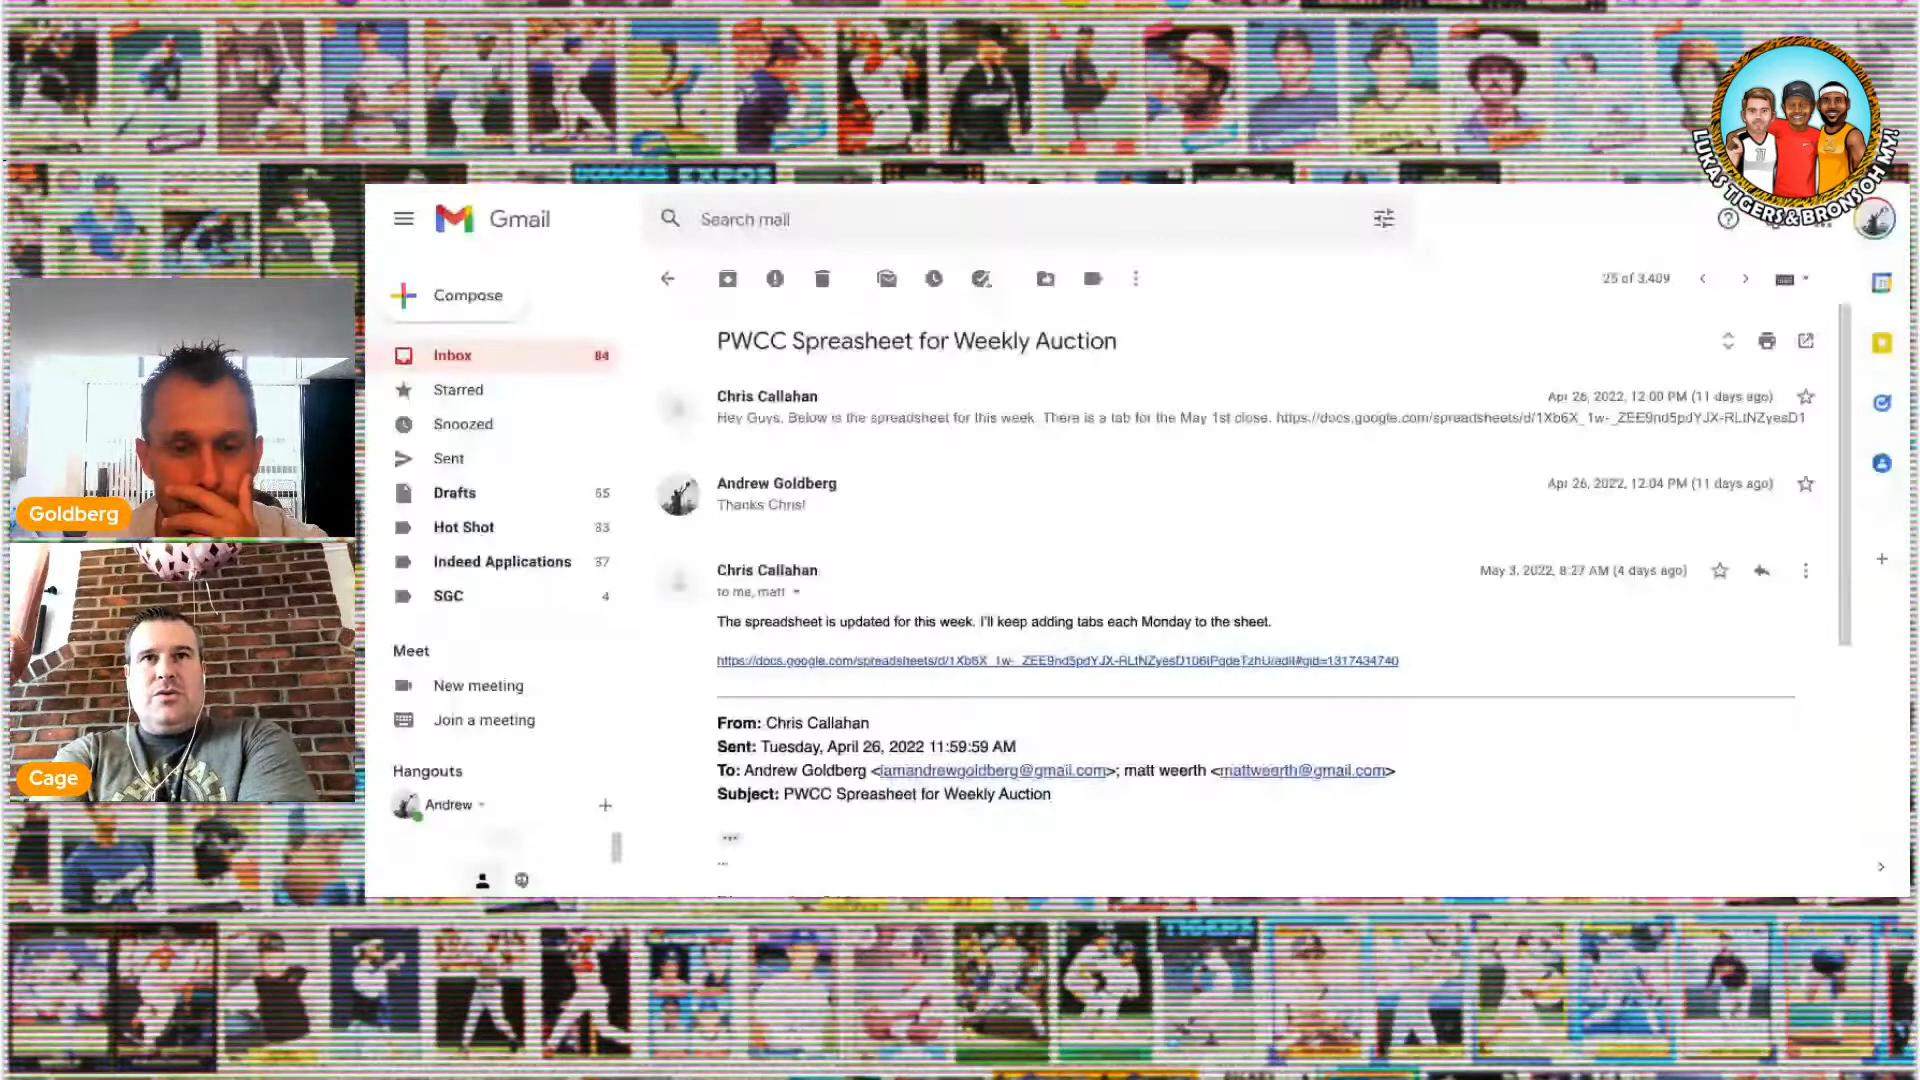 DODGERS EXPOS
LUKAS TIGERS & BRONS OH MY!
Gmail
Search mail
Compose
25 of 3,409
PWCC Spreasheet for Weekly Auction
Inbox 84
Starred
Snoozed
Sent
Drafts 65
Hot Shot 33
Indeed Applications 37
SGC 4
Meet
New meeting
Join a meeting
Hangouts
Andrew
Chris Callahan
Apr 26, 2022, 12:00 PM (11 days ago)
Hey Guys, Below is the spreadsheet for this week. There is a tab for the May 1st close.
Andrew Goldberg
Apr 26, 2022, 12:04 PM (11 days ago)
Thanks Chris!
Chris Callahan
May 3, 2022, 8:27 AM (4 days ago)
to me, matt
The spreadsheet is updated for this week. I'll keep adding tabs each Monday to the sheet.
From: Chris Callahan
Sent: Tuesday, April 26, 2022 11:59:59 AM
To: Andrew Goldberg <iamandrewgoldberg@gmail.com>; matt weerth <mattweerth@gmail.com>
Subject: PWCC Spreasheet for Weekly Auction
Goldberg
Cage
TIGERS